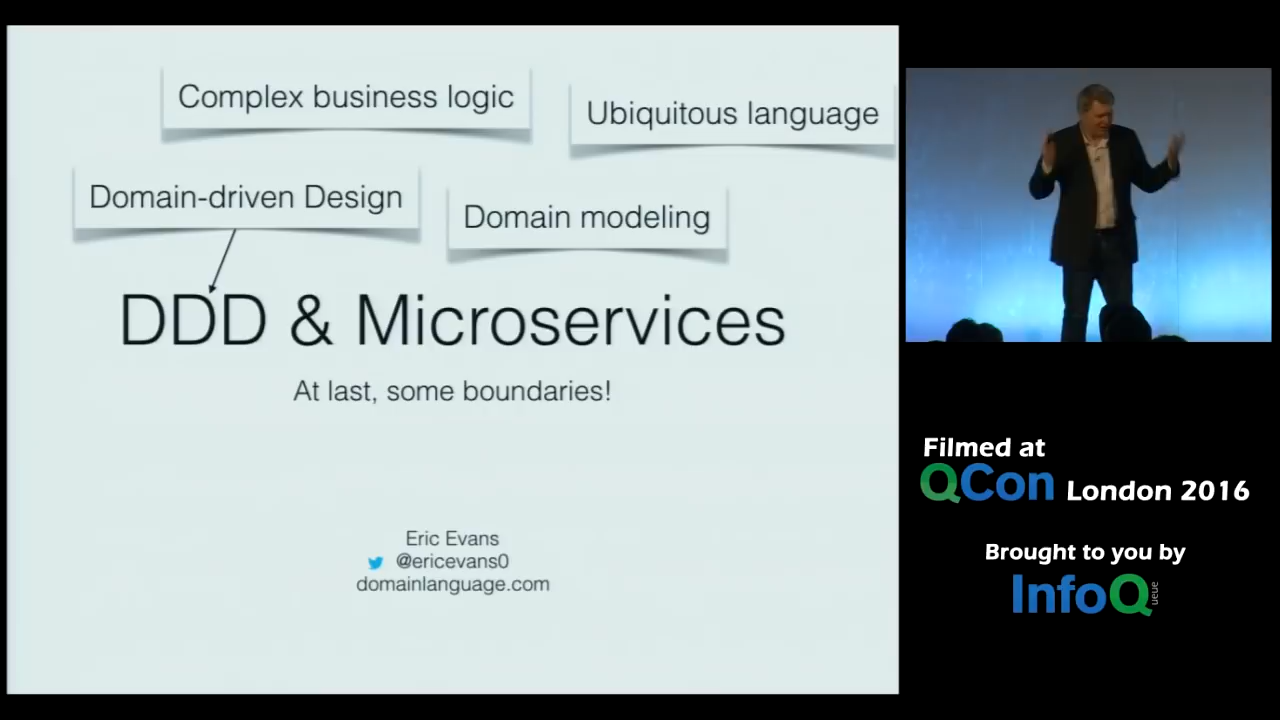 Complex business logic
Ubiquitous language
Domain-driven Design
Domain modeling
DDD & Microservices
At last, some boundaries!
Eric Evans
@ericevans0
domainlanguage.com
Filmed at
QCon London 2016
Brought to you by
InfoQueue